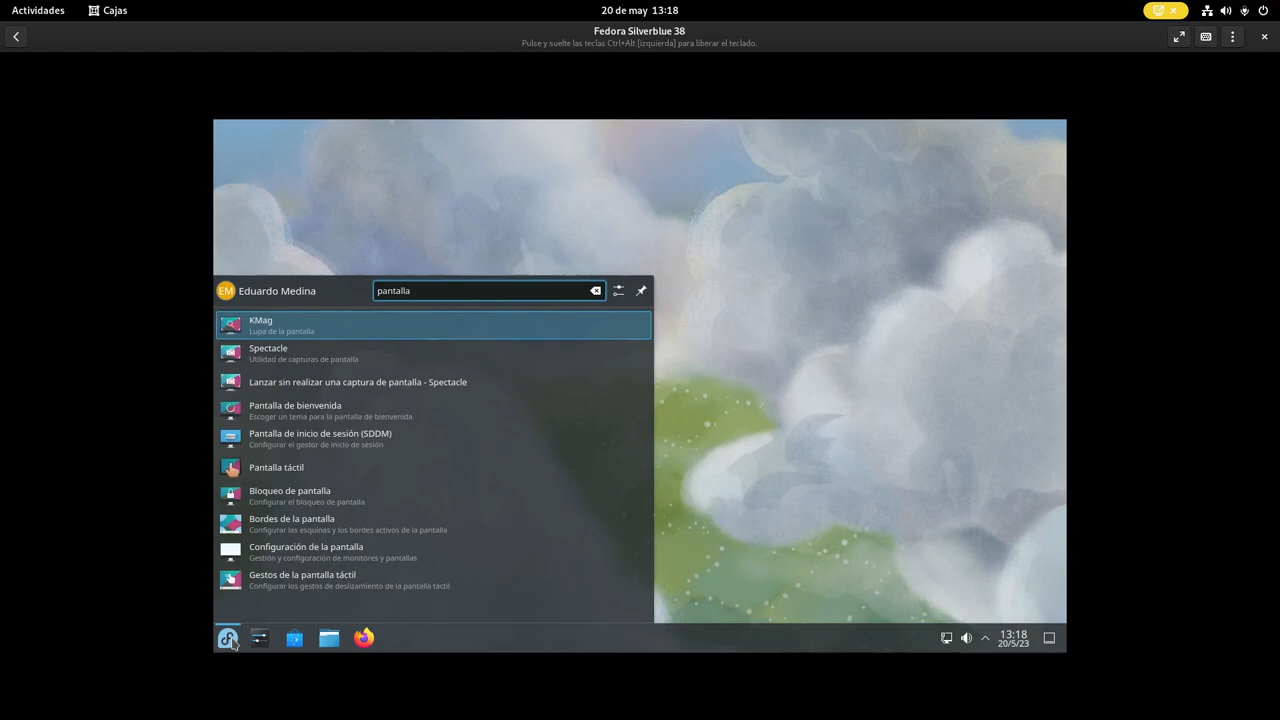 Actividades
Cajas
20 de may 13:18
Fedora Silverblue 38
Pulse y suelte las teclas Ctrl+Alt [izquierda] para liberar el teclado.
EM
Eduardo Medina
pantalla
KMag
Lupa de la pantalla
Spectacle
Utilidad de capturas de pantalla
Lanzar sin realizar una captura de pantalla - Spectacle
Pantalla de bienvenida
Escoger un tema para la pantalla de bienvenida
Pantalla de inicio de sesión (SDDM)
Configurar el gestor de inicio de sesión
Pantalla táctil
Bloqueo de pantalla
Configurar el bloqueo de pantalla
Bordes de la pantalla
Configurar las esquinas y los bordes activos de la pantalla
Configuración de la pantalla
Gestión y configuración de monitores y pantallas
Gestos de la pantalla táctil
Configurar los gestos de deslizamiento de la pantalla táctil
13:18
20/5/23